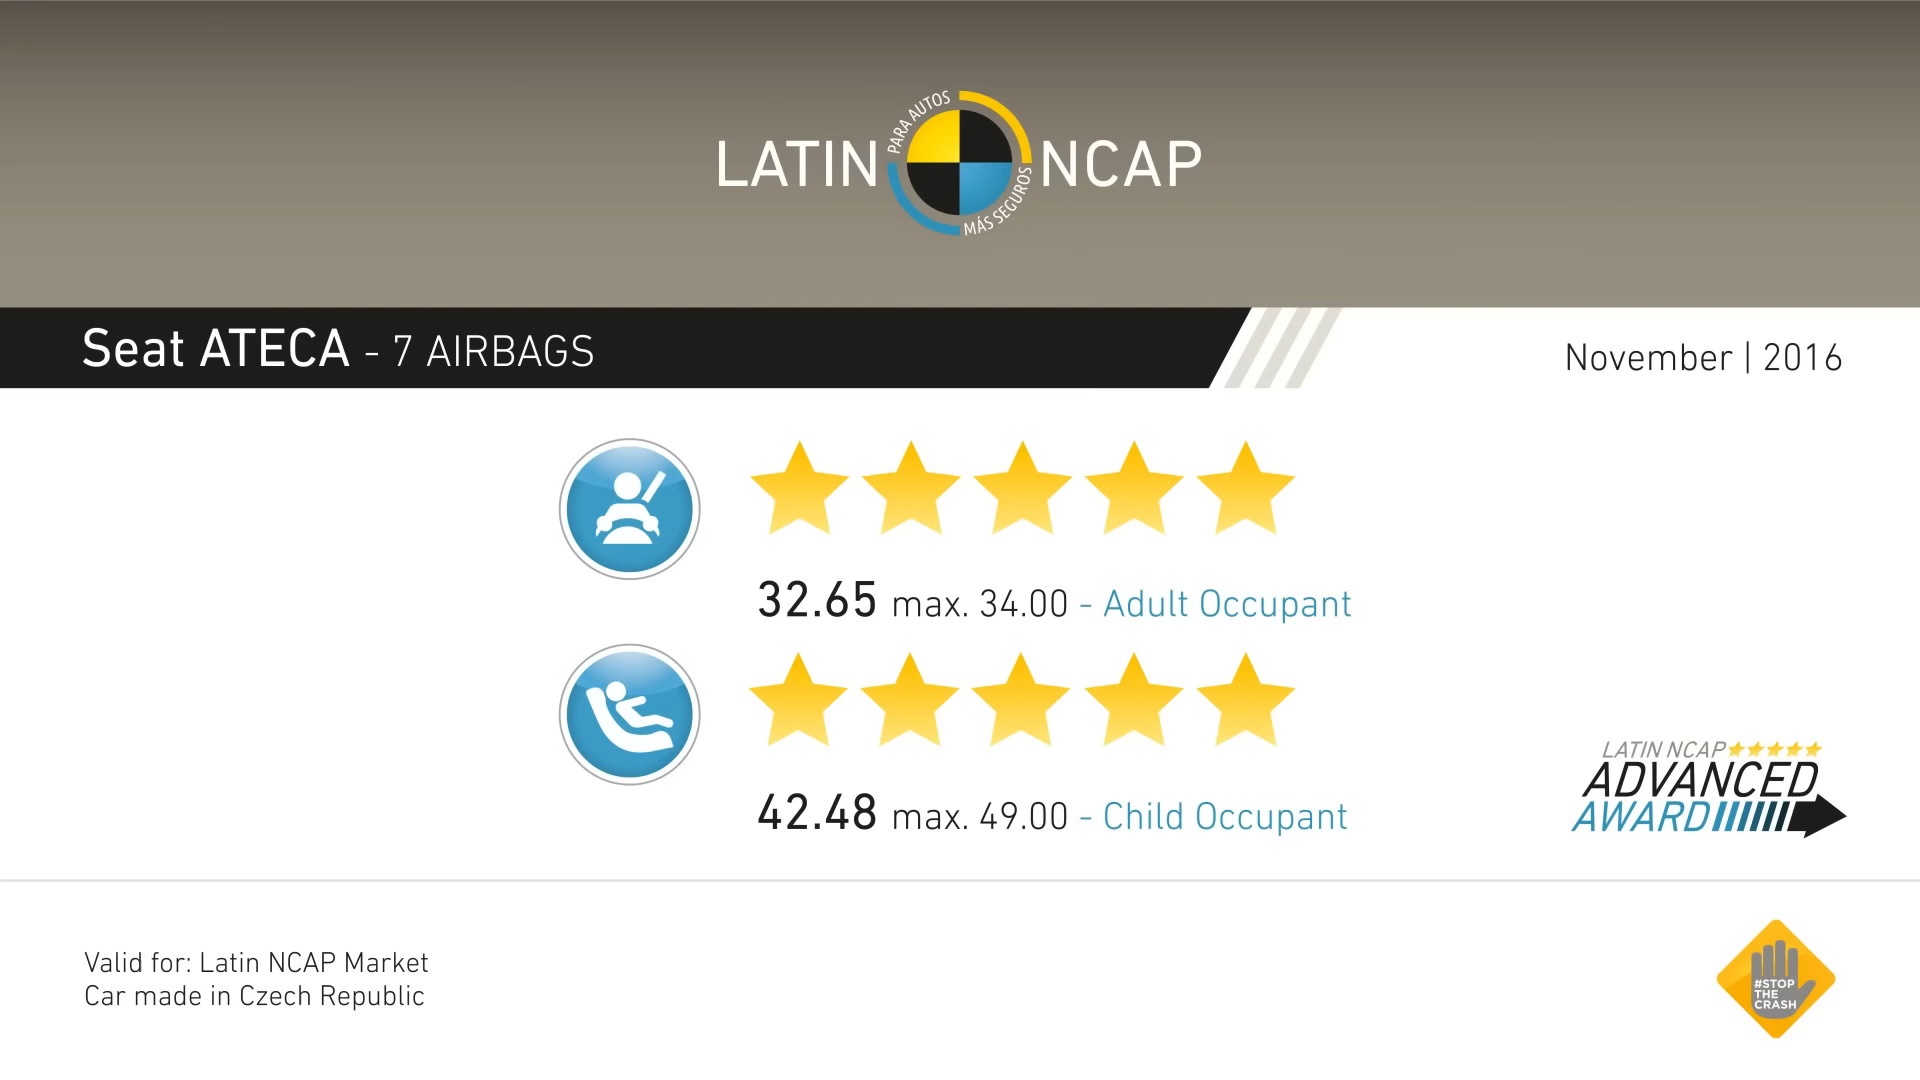 LATIN NCAP
PARA AUTOS
MÁS SEGUROS
Seat ATECA - 7 AIRBAGS
November | 2016
32.65 max. 34.00 - Adult Occupant
42.48 max. 49.00 - Child Occupant
LATIN NCAP
ADVANCED
AWARD
Valid for: Latin NCAP Market
Car made in Czech Republic
#STOP
THE
CRASH